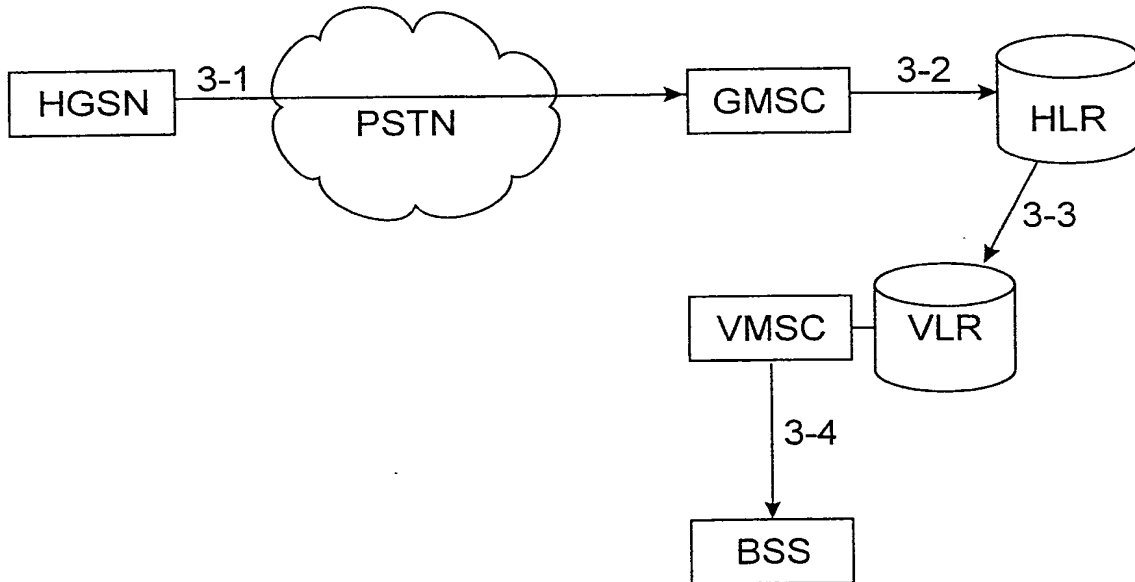 3-1
3-2
HGSN
PSTN
GMSC
HLR
3-3
VMSC
VLR
3-4
BSS